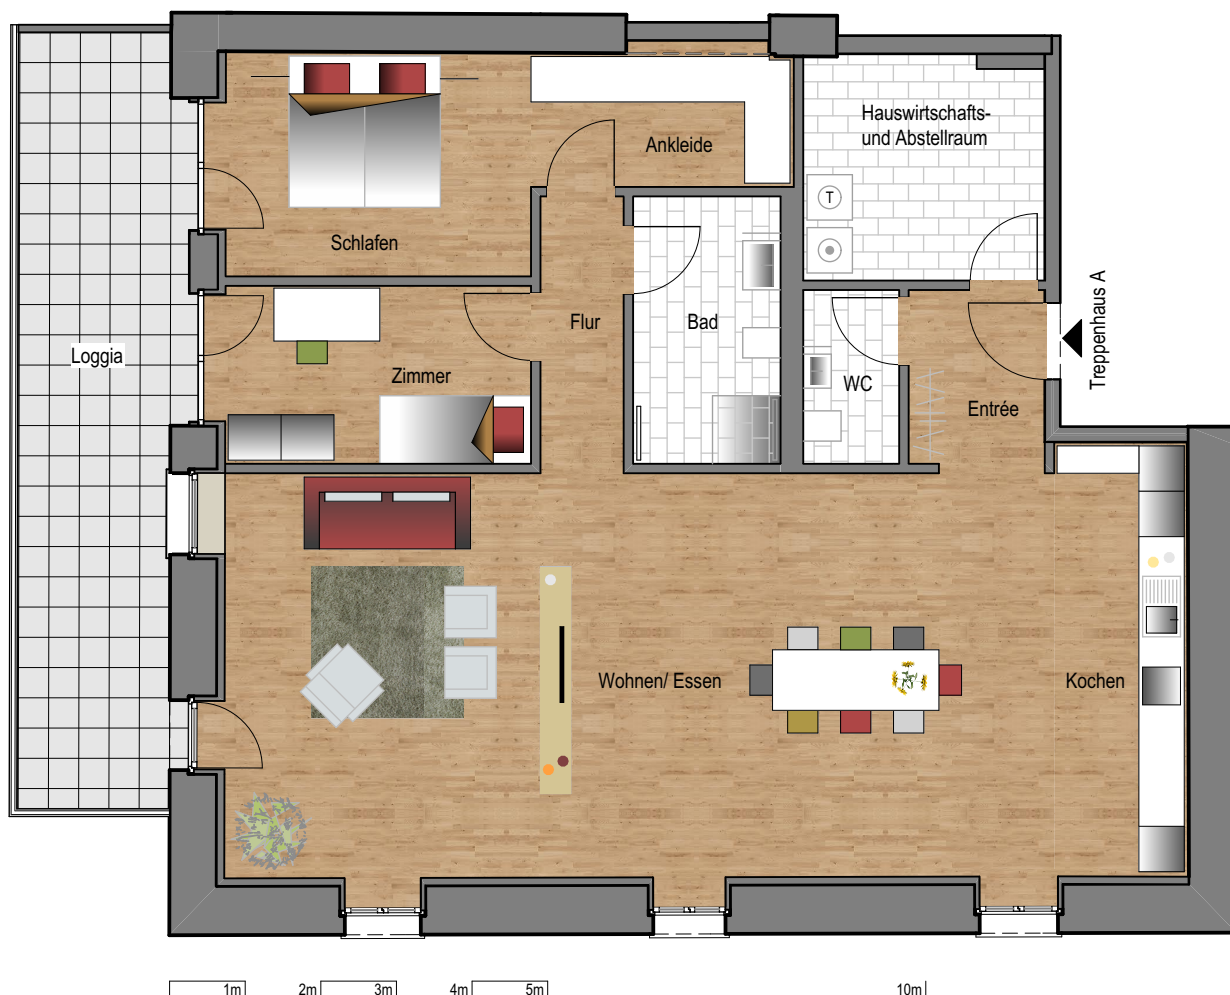 Hauswirtschafts-
und Abstellraum
Ankleide
T
Schlafen
Treppenhaus A
Flur
Bad
Loggia
Zimmer
WC
Entrée
Wohnen/ Essen
Kochen
1m 2m 3m 4m 5m 10m